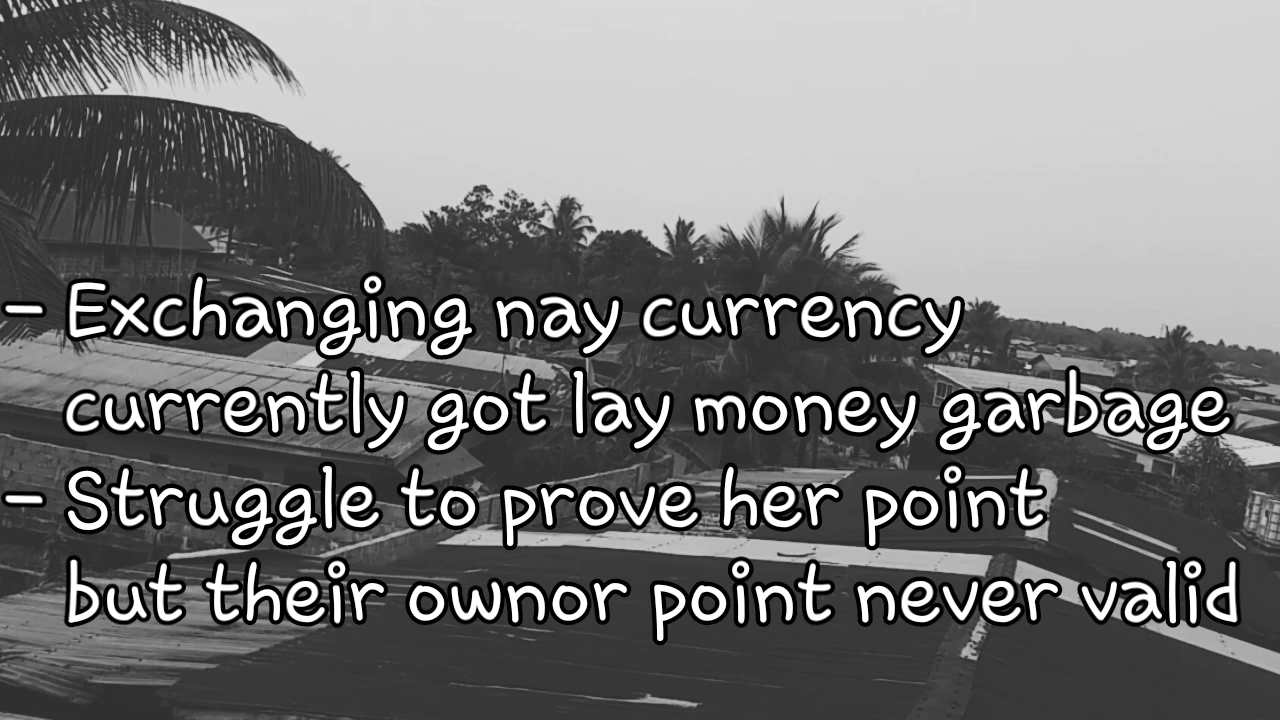 - Exchanging nay currency
currently got lay money garbage
- Struggle to prove her point
but their ownor point never valid